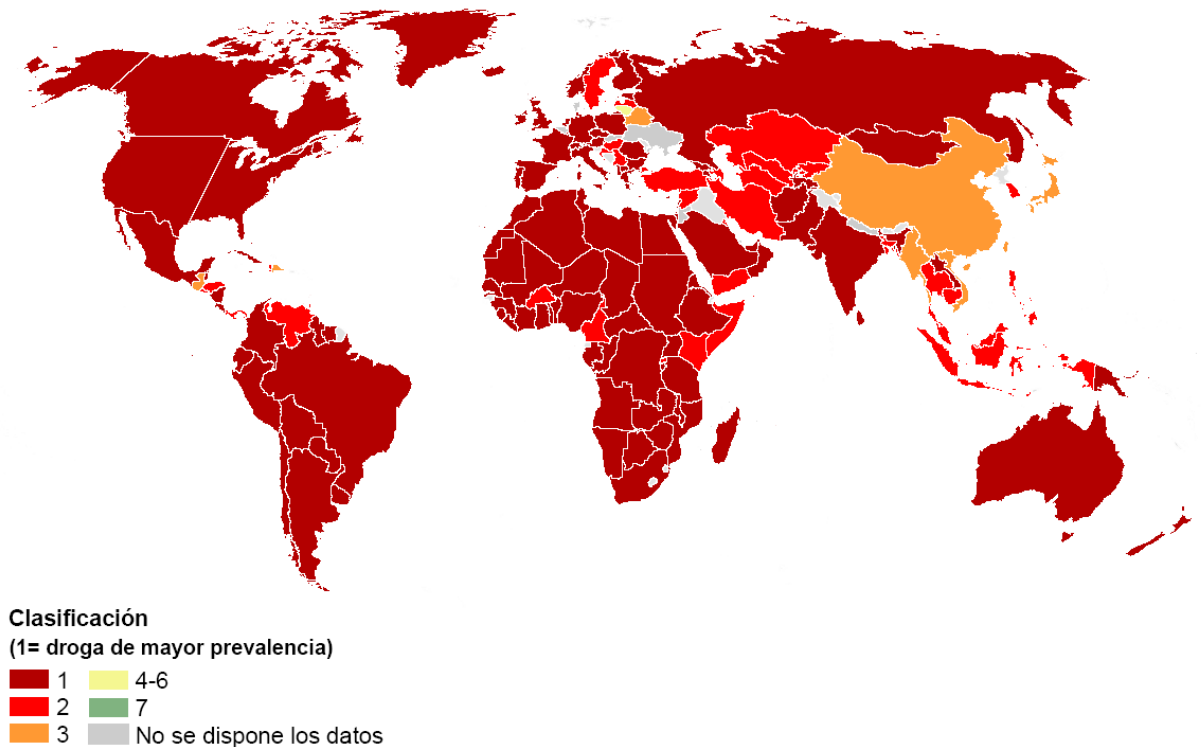 Clasificación
(1= droga de mayor prevalencia)
1 4-6
2 7
3 No se dispone los datos